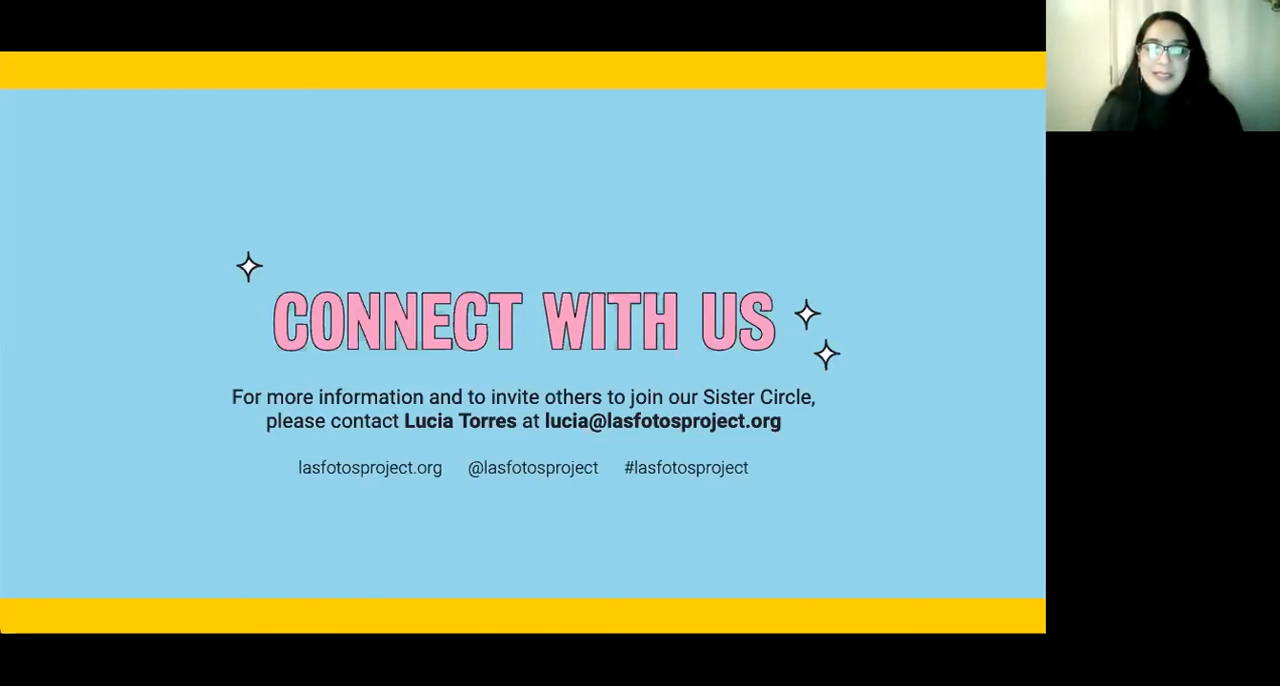 CONNECT WITH US
For more information and to invite others to join our Sister Circle,
please contact Lucia Torres at lucia@lasfotosproject.org
lasfotosproject.org @lasfotosproject #lasfotosproject